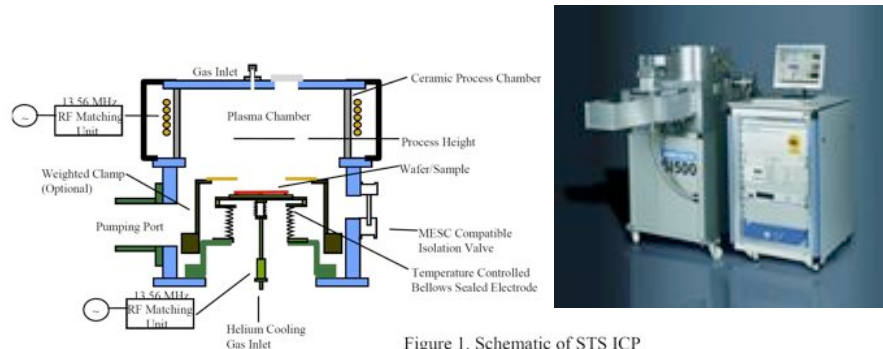 Gas Inlet
Ceramic Process Chamber
13.56 MHz
RF Matching
Unit
~
Plasma Chamber
Process Height
Wafer/Sample
Weighted Clamp
(Optional)
Pumping Port
MESC Compatible
Isolation Valve
Temperature Controlled
Bellows Sealed Electrode
13.56 MHz
RF Matching
Unit
~
Helium Cooling
Gas Inlet
Figure 1. Schematic of STS ICP
500